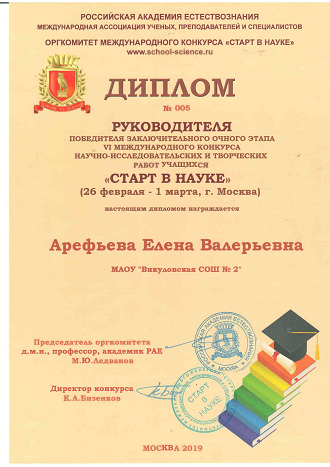 РОССИЙСКАЯ АКАДЕМИЯ ЕСТЕСТВОЗНАНИЯ
МЕЖДУНАРОДНАЯ АССОЦИАЦИЯ УЧЕНЫХ, ПРЕПОДАВАТЕЛЕЙ И СПЕЦИАЛИСТОВ
ОРГКОМИТЕТ МЕЖДУНАРОДНОГО КОНКУРСА «СТАРТ В НАУКЕ»
www.school-science.ru
ДИПЛОМ
№ 005
РУКОВОДИТЕЛЯ
ПОБЕДИТЕЛЯ ЗАКЛЮЧИТЕЛЬНОГО ОЧНОГО ЭТАПА
VI МЕЖДУНАРОДНОГО КОНКУРСА
НАУЧНО-ИССЛЕДОВАТЕЛЬСКИХ И ТВОРЧЕСКИХ
РАБОТ УЧАЩИХСЯ
«СТАРТ В НАУКЕ»
(26 февраля - 1 марта, г. Москва)
настоящим дипломом награждается
Арефьева Елена Валерьевна
МАОУ "Викуловская СОШ № 2"
Председатель оргкомитета
д.м.н., профессор, академик РАЕ
М.Ю.Ледванов
Директор конкурса
К.А.Бизенков
СТАРТ
В
НАУКЕ
МОСКВА 2019